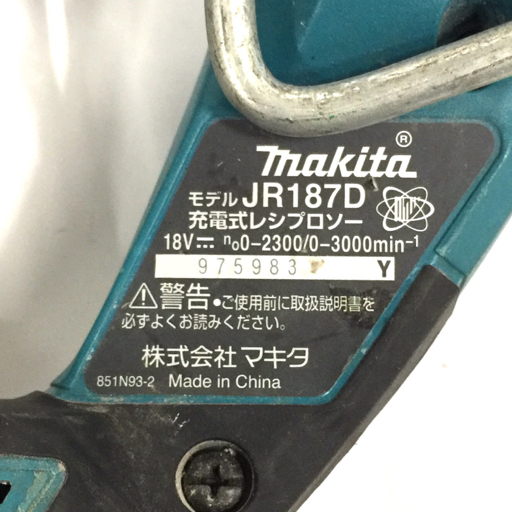 makita®
モデル JR187D
充電式レシプロソー
18V⎓ n₀0-2300/0-3000min⁻¹
975983 Y
⚠警告●ご使用前に取扱説明書を
必ずよくお読みください。
株式会社マキタ
851N93-2 Made in China